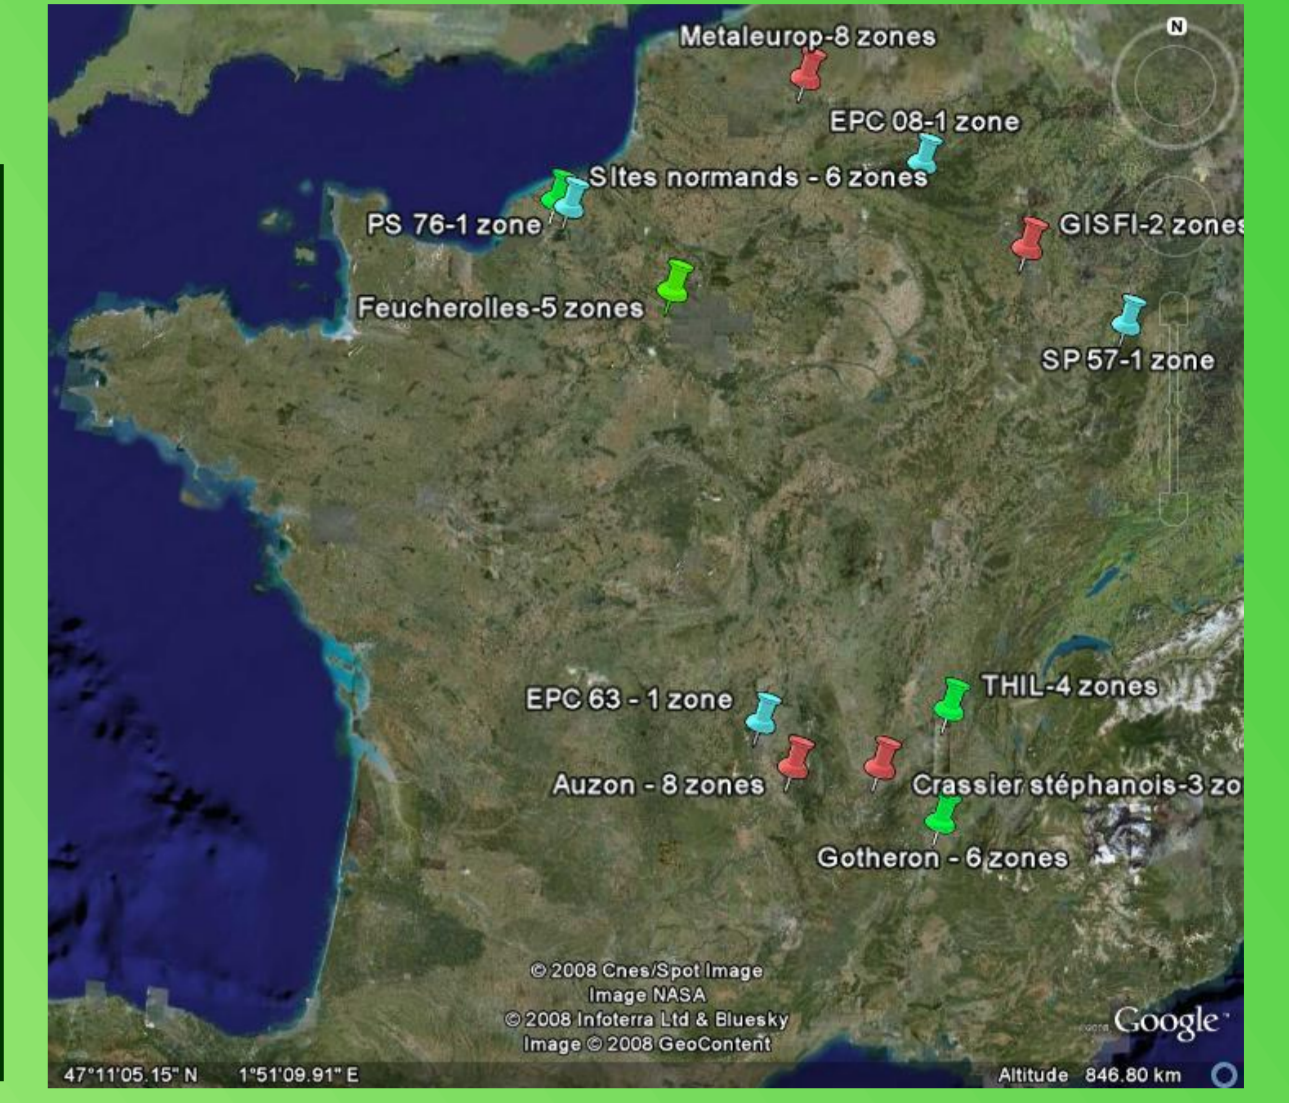 N
Metaleurop-8 zones
EPC 08-1 zone
SItes normands - 6 zones
PS 76-1 zone
GISFI-2 zones
Feucherolles-5 zones
SP 57-1 zone
THIL-4 zones
EPC 63 - 1 zone
Auzon - 8 zones
Crassier stéphanois-3 zo
Gotheron - 6 zones
© 2008 Cnes/Spot Image
Image NASA
© 2008 Infoterra Ltd & Bluesky
Image © 2008 GeoContent
Google™
47°11'05.15" N 1°51'09.91" E
Altitude 846.80 km